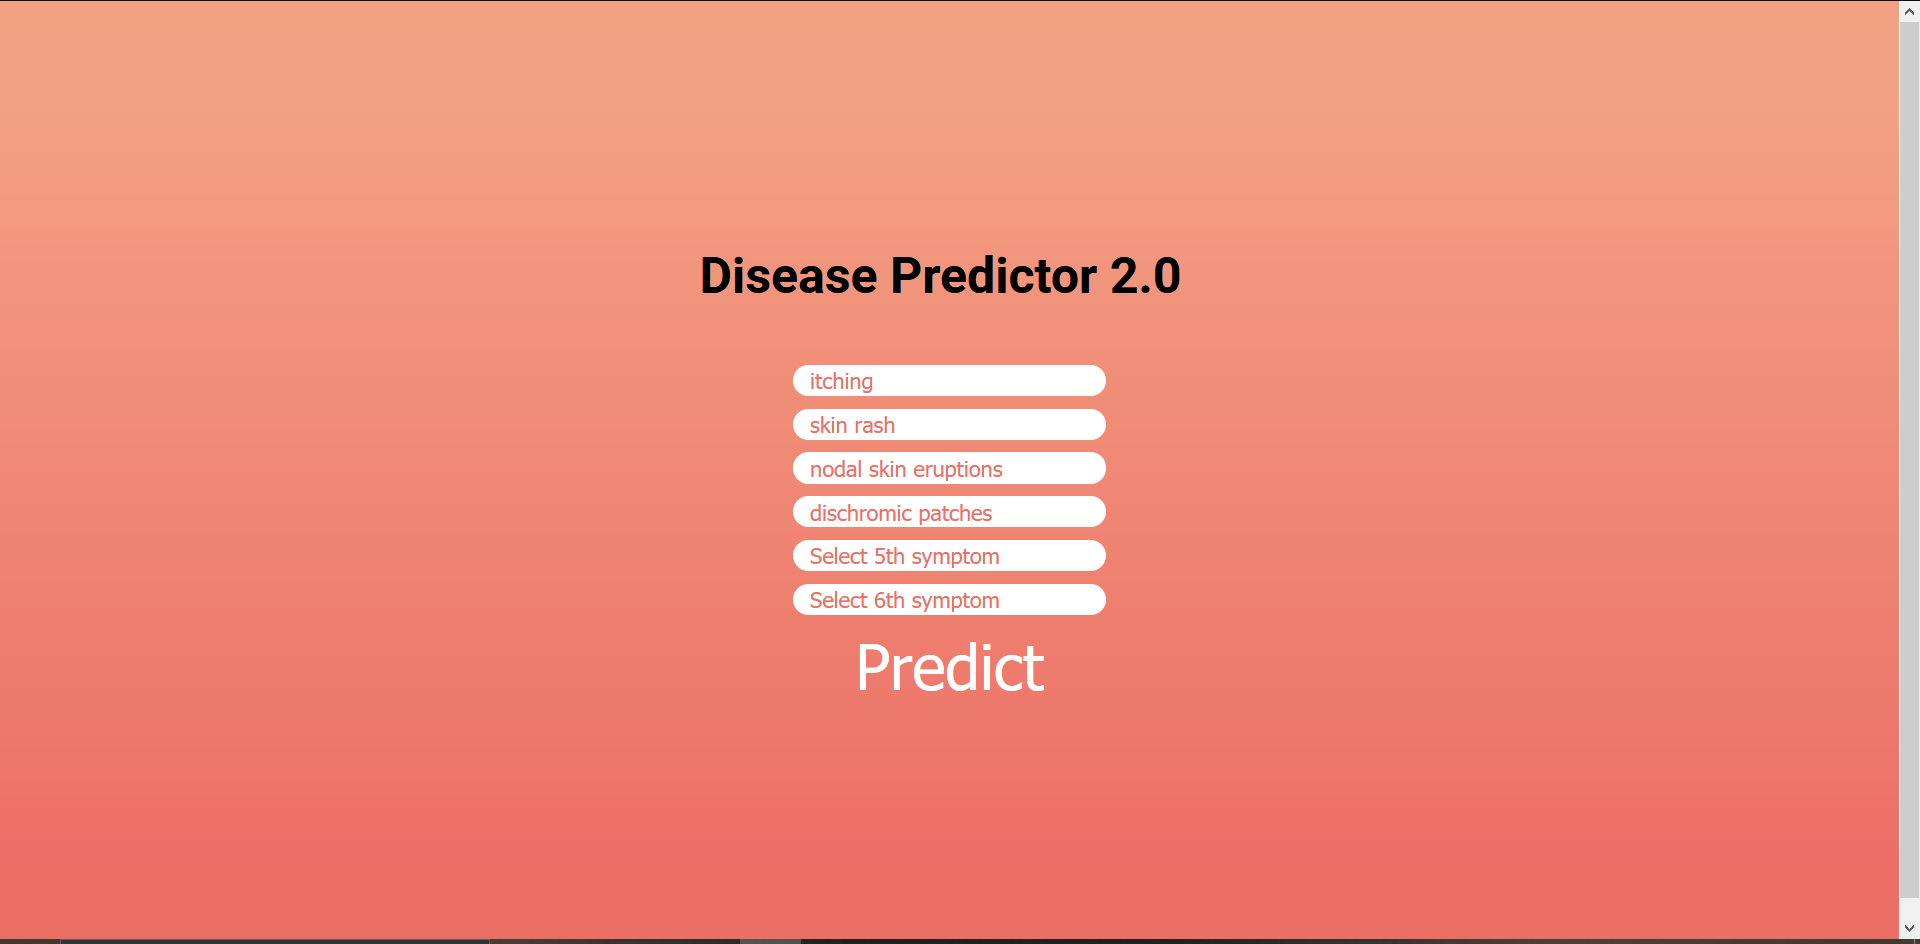 Disease Predictor 2.0
itching
skin rash
nodal skin eruptions
dischromic patches
Select 5th symptom
Select 6th symptom
Predict